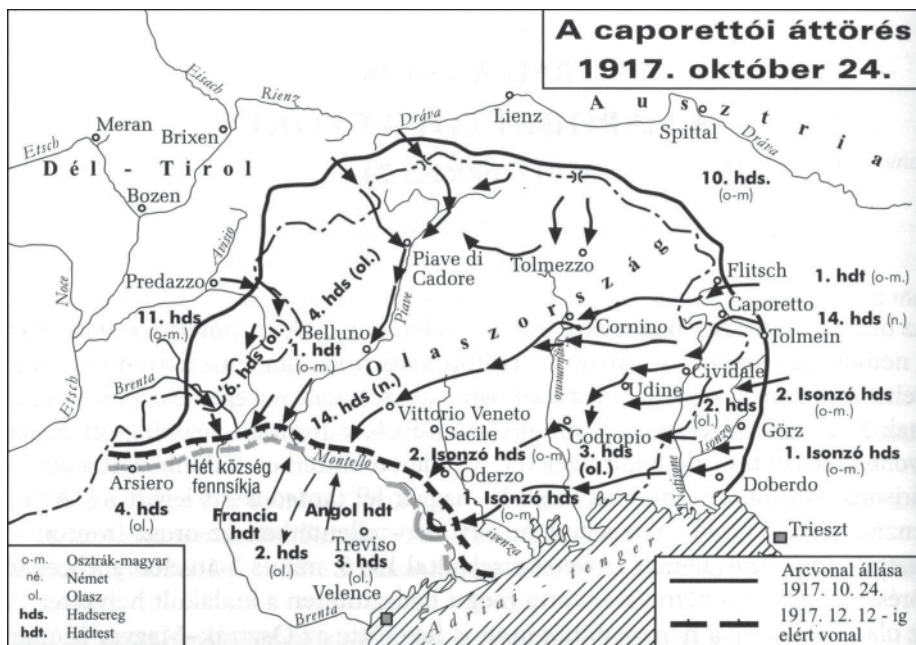 A caporettói áttörés
1917. október 24.
Eisach
Rienz
Meran
Brixen
Etsch
Dél - Tirol
Bozen
Dráva
Lienz
Ausztria
Spittal
Dráva
10. hds.
(o-m)
Noce
Avisio
Predazzo
11. hds
(o-m.)
Etsch
Brenta
Piave di
Cadore
Piave
Tolmezzo
Olaszország
Belluno
4. hds (ol.)
6. hds (ol.)
1. hdt
(o-m.)
14. hds (n.)
Flitsch
1. hdt (o-m.)
Caporetto
14. hds (n.)
Tolmein
Cornino
Cividale
Udine
2. hds
(ol.)
2. Isonzó hds
(o-m.)
Görz
Isonzo
1. Isonzó hds
(o-m.)
Doberdo
Natisone
Trieszt
Vittorio Veneto
Sacile
Codropio
3. hds
(ol.)
2. Isonzó hds
(o-m.)
Oderzo
1. Isonzó hds
(o-m.)
Montello
Arsiero
4. hds
(ol.)
Hét község
fennsíkja
Francia
hdt
Angol hdt
2. hds
(ol.)
Treviso
3. hds
(ol.)
Velence
Brenta
Adriai tenger
o-m Osztrák-magyar
né. Német
ol. Olasz
hds. Hadsereg
hdt. Hadtest
Arcvonal állása
1917. 10. 24.
1917. 12. 12 - ig
elért vonal